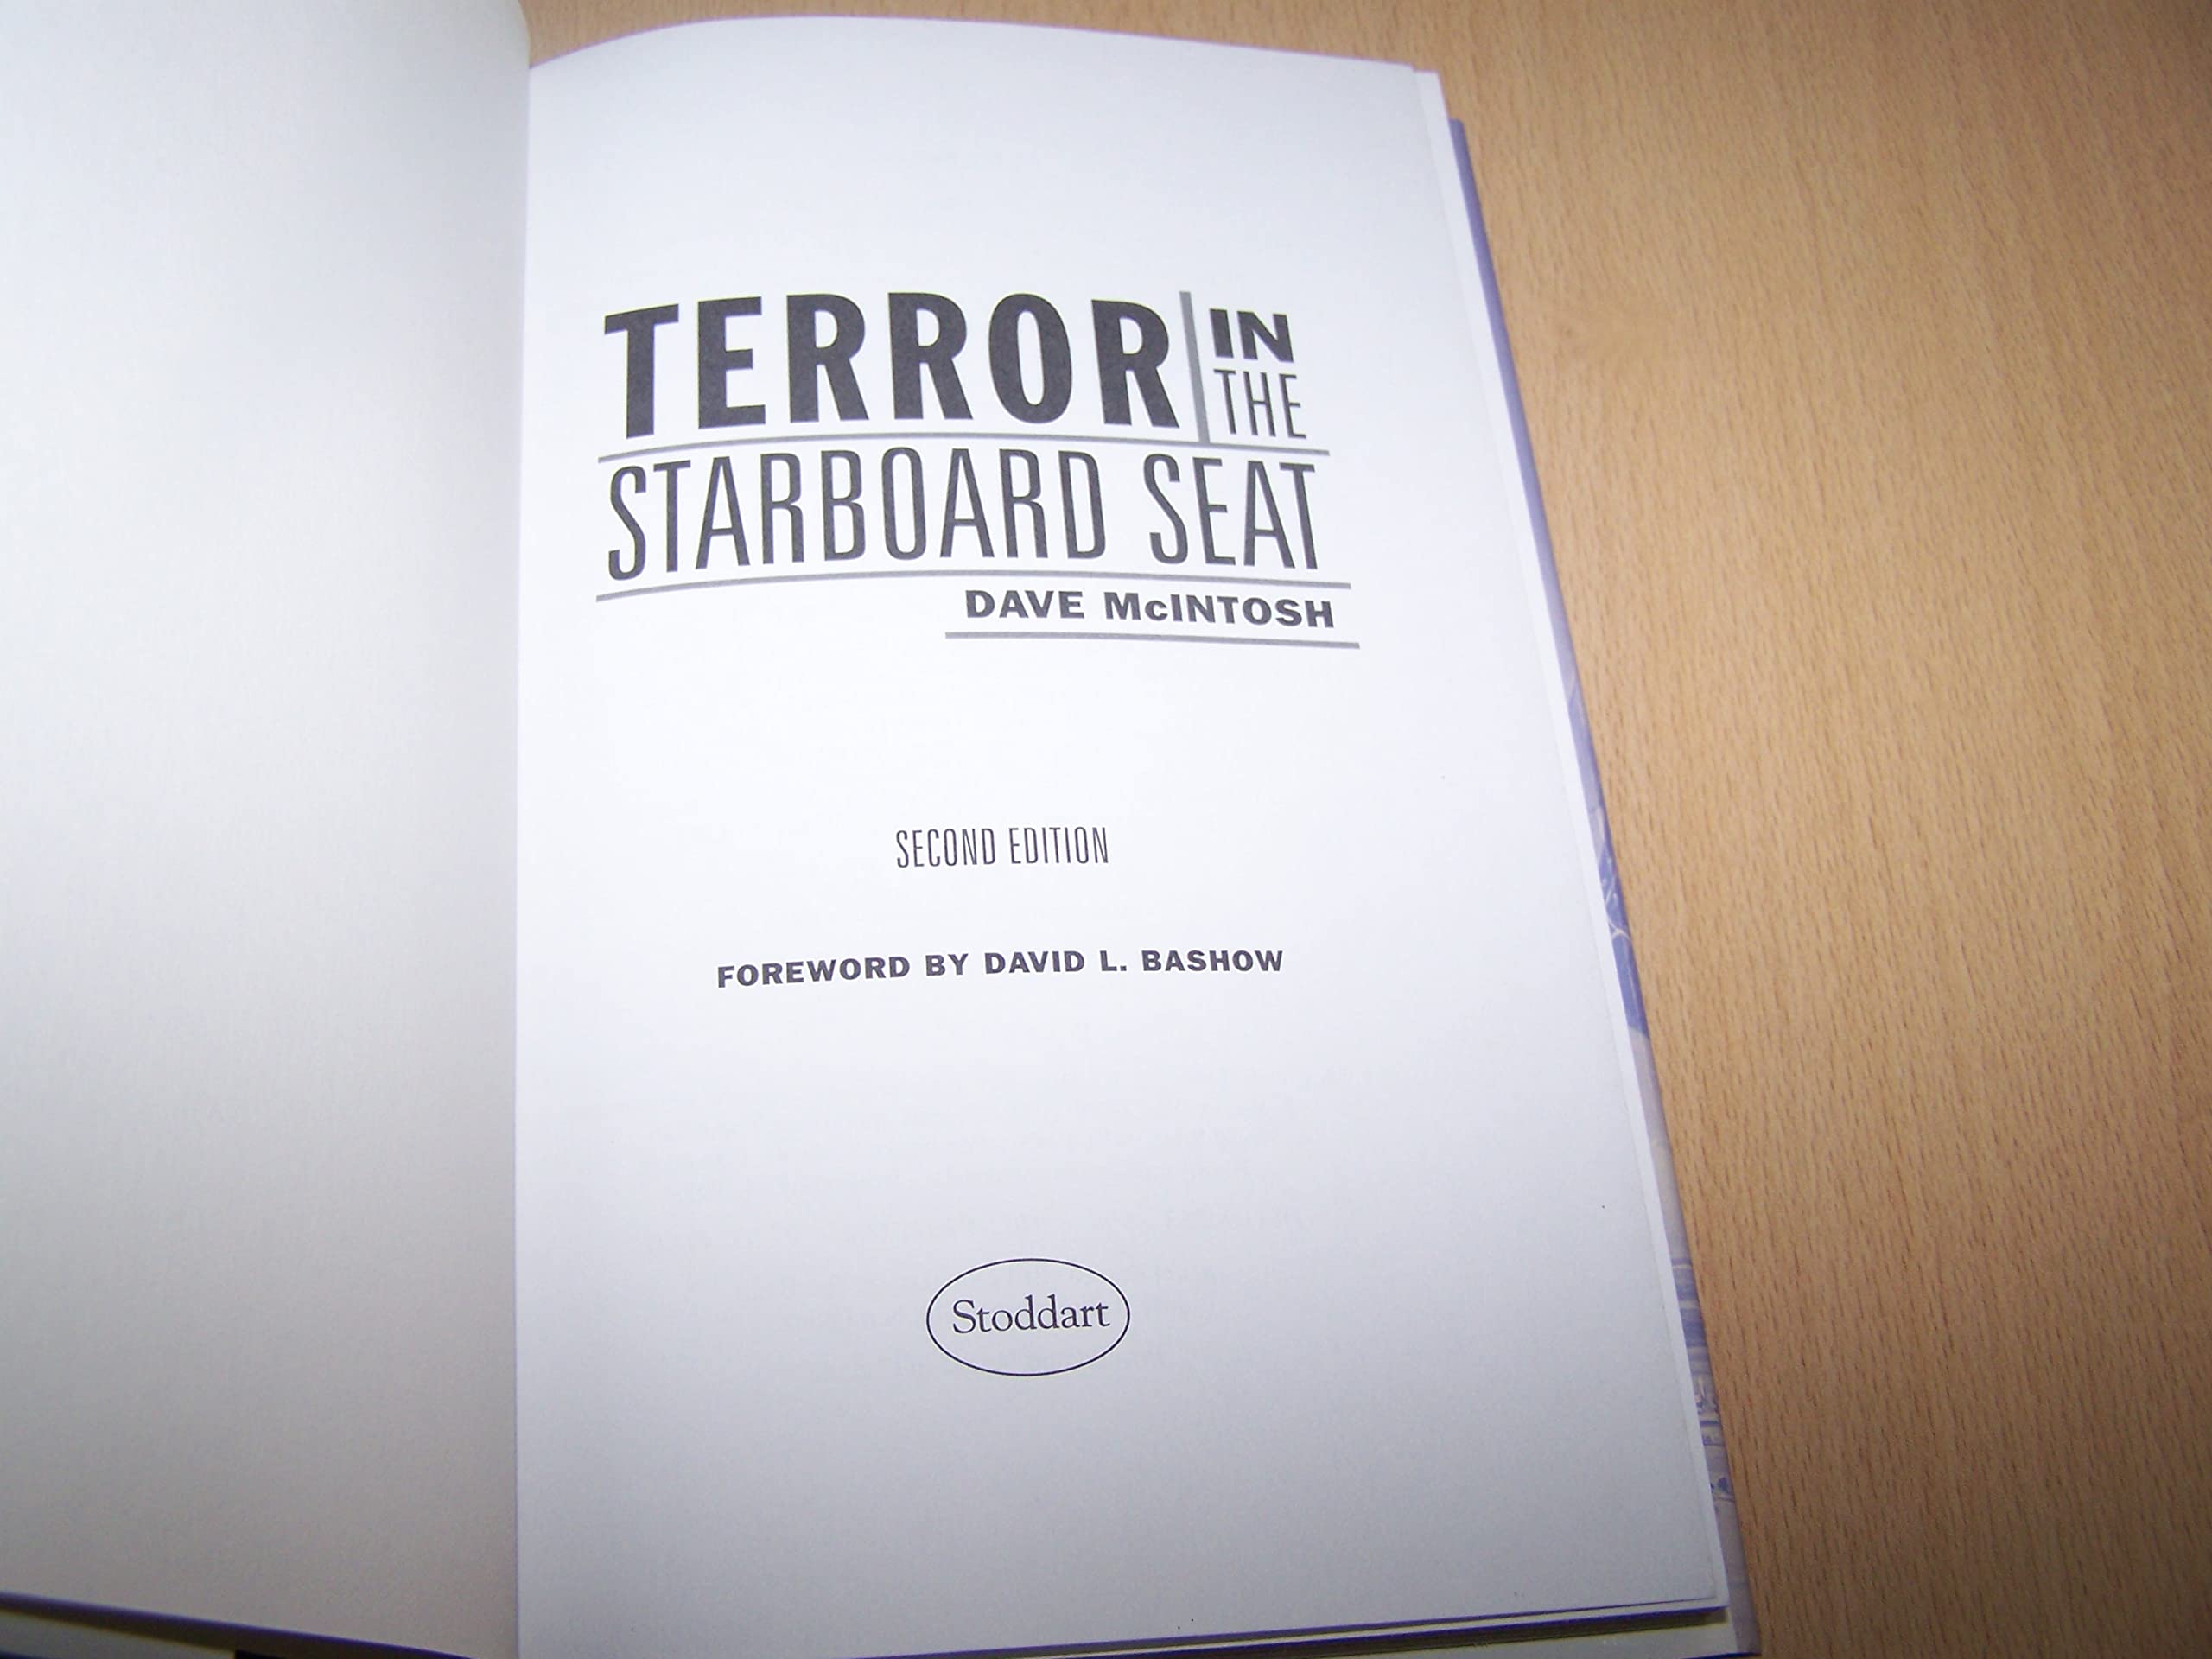 TERROR IN
THE
STARBOARD SEAT
DAVE McINTOSH
SECOND EDITION
FOREWORD BY DAVID L. BASHOW
Stoddart